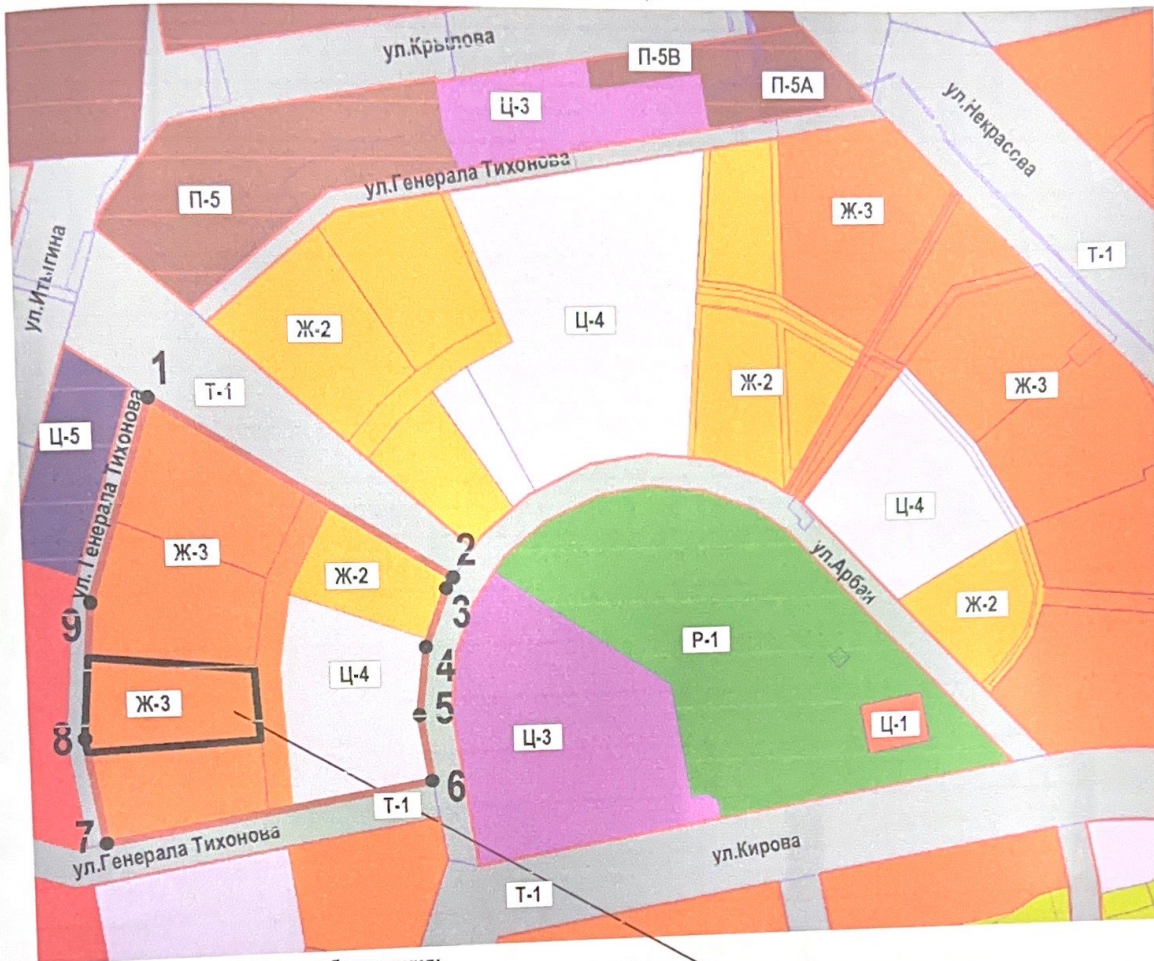 ул.Крылова
П-5В
П-5А
Ц-3
ул.Некрассва
ул.Генерала Тихонова
П-5
Ж-3
Т-1
ул.Итыгина
Ц-4
Ж-2
1
Т-1
Ж-2
Ж-3
Ц-5
ул. Генерала Тихонова
Ц-4
2
Ж-3
Ж-2
ул.Арбан
3
Ж-2
9
Р-1
4
Ц-4
Ж-3
5
Ц-1
8
Ц-3
6
Т-1
7
ул.Генерала Тихонова
ул.Кирова
Т-1